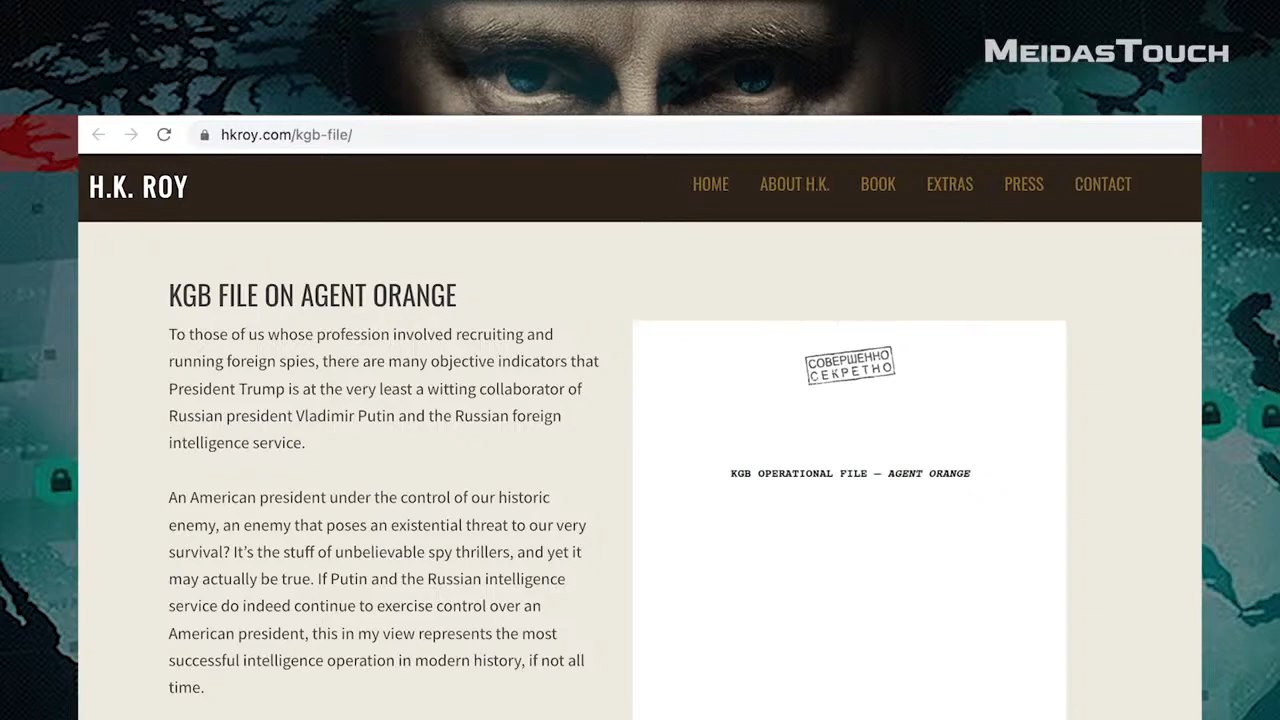 MEIDASTOUCH
hkroy.com/kgb-file/
H.K. ROY
HOME ABOUT H.K. BOOK EXTRAS PRESS CONTACT
KGB FILE ON AGENT ORANGE
To those of us whose profession involved recruiting and
running foreign spies, there are many objective indicators that
President Trump is at the very least a witting collaborator of
Russian president Vladimir Putin and the Russian foreign
intelligence service.
An American president under the control of our historic
enemy, an enemy that poses an existential threat to our very
survival? It’s the stuff of unbelievable spy thrillers, and yet it
may actually be true. If Putin and the Russian intelligence
service do indeed continue to exercise control over an
American president, this in my view represents the most
successful intelligence operation in modern history, if not all
time.
СОВЕРШЕННО
СЕКРЕТНО
KGB OPERATIONAL FILE – AGENT ORANGE